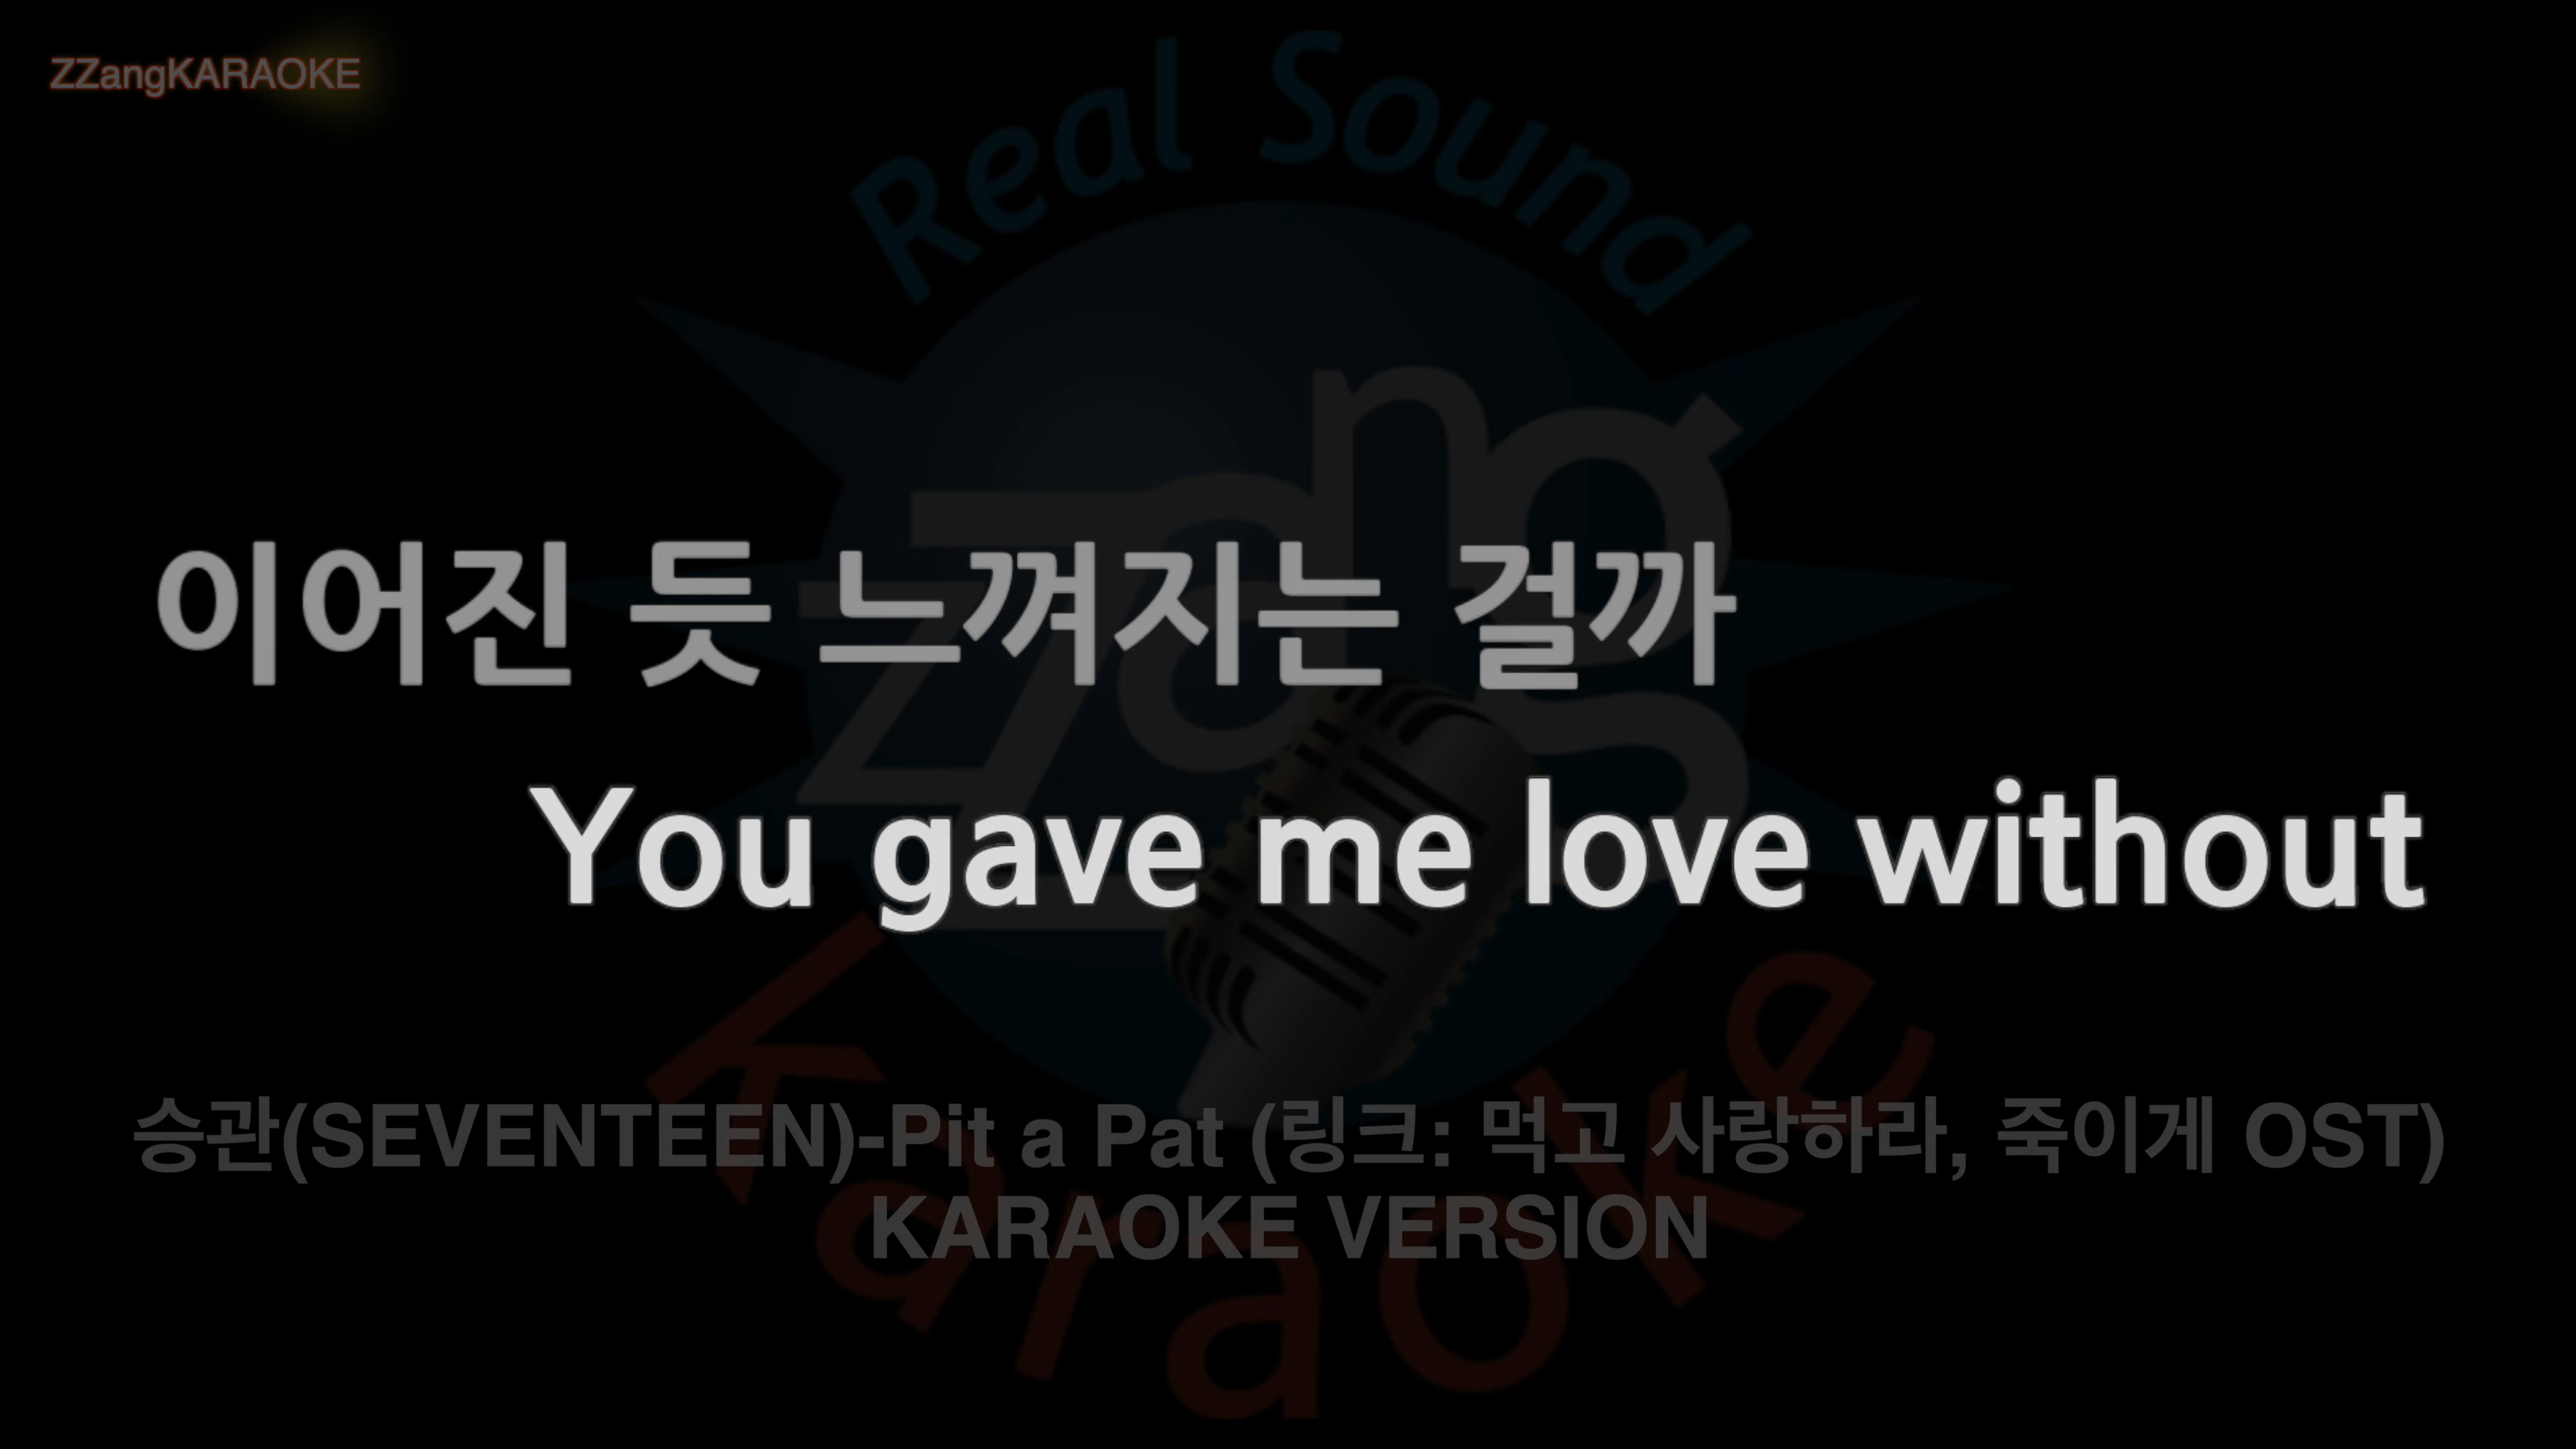 ZZangKARAOKE
Real Sound
Zzang
이어진 듯 느껴지는 걸까
You gave me love without
Karaoke
승관(SEVENTEEN)-Pit a Pat (링크: 먹고 사랑하라, 죽이게 OST)
KARAOKE VERSION